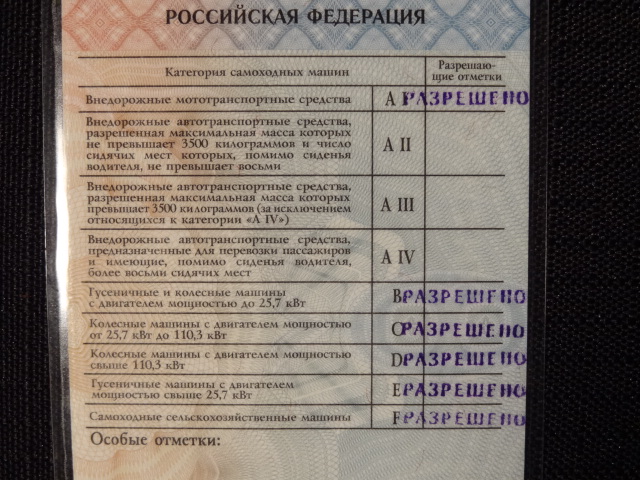 РОССИЙСКАЯ ФЕДЕРАЦИЯ
Категория самоходных машин
Разрешаю-
щие отметки
Внедорожные мототранспортные средства A I РАЗРЕШЕНО
Внедорожные автотранспортные средства,
разрешенная максимальная масса которых
не превышает 3500 килограммов и число
сидячих мест которых, помимо сиденья
водителя, не превышает восьми
A II
Внедорожные автотранспортные средства,
разрешенная максимальная масса которых
превышает 3500 килограммов (за исключением
относящихся к категории «A IV»)
A III
Внедорожные автотранспортные средства,
предназначенные для перевозки пассажиров
и имеющие, помимо сиденья водителя,
более восьми сидячих мест
A IV
Гусеничные и колесные машины
с двигателем мощностью до 25,7 кВт
B РАЗРЕШЕНО
Колесные машины с двигателем мощностью
от 25,7 кВт до 110,3 кВт
C РАЗРЕШЕНО
Колесные машины с двигателем мощностью
свыше 110,3 кВт
D РАЗРЕШЕНО
Гусеничные машины с двигателем
мощностью свыше 25,7 кВт
E РАЗРЕШЕНО
Самоходные сельскохозяйственные машины F РАЗРЕШЕНО
Особые отметки: